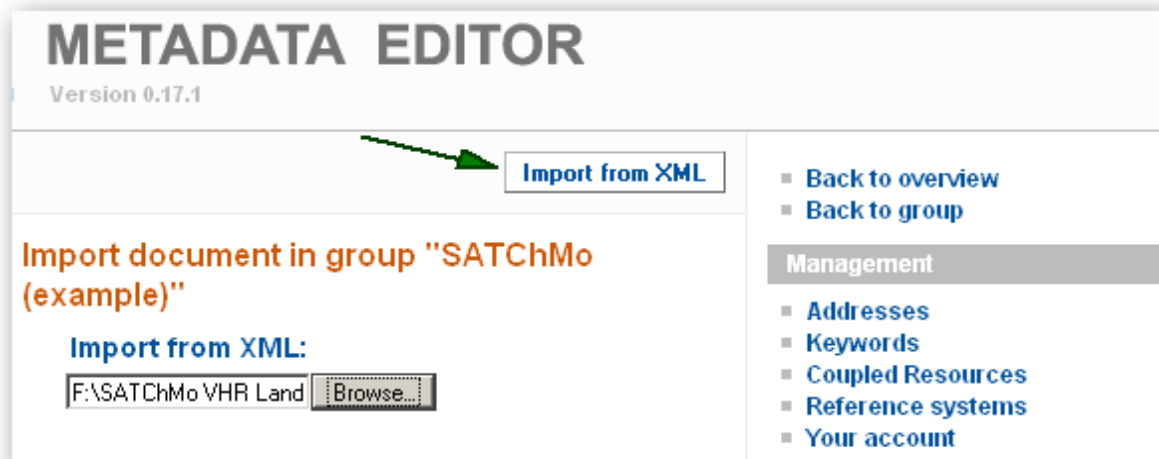 METADATA EDITOR
Version 0.17.1
Import from XML
Import document in group "SATChMo
(example)"
Import from XML:
F:\SATChMo VHR Land
Browse...
Back to overview
Back to group
Management
Addresses
Keywords
Coupled Resources
Reference systems
Your account